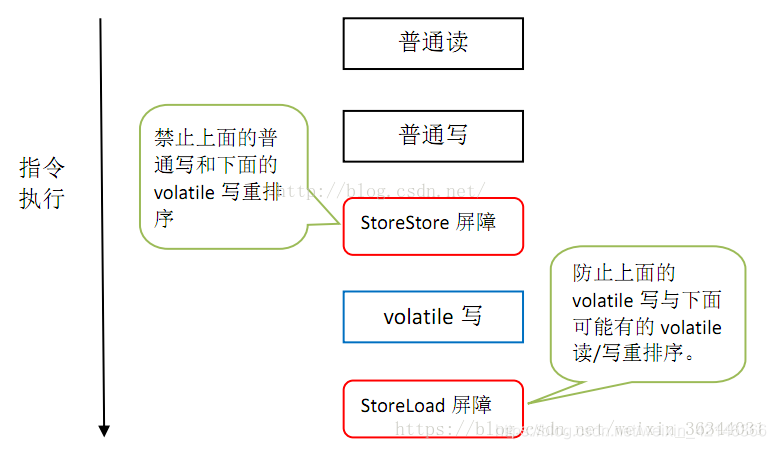 普通读
普通写
禁止上面的普
通写和下面的
volatile 写重排
序
指令
执行
http://blog.csdn.net/
StoreStore 屏障
防止上面的
volatile 写与下面
可能有的 volatile
读/写重排序。
volatile 写
StoreLoad 屏障
https://blog.csdn.net/weixin_36344031